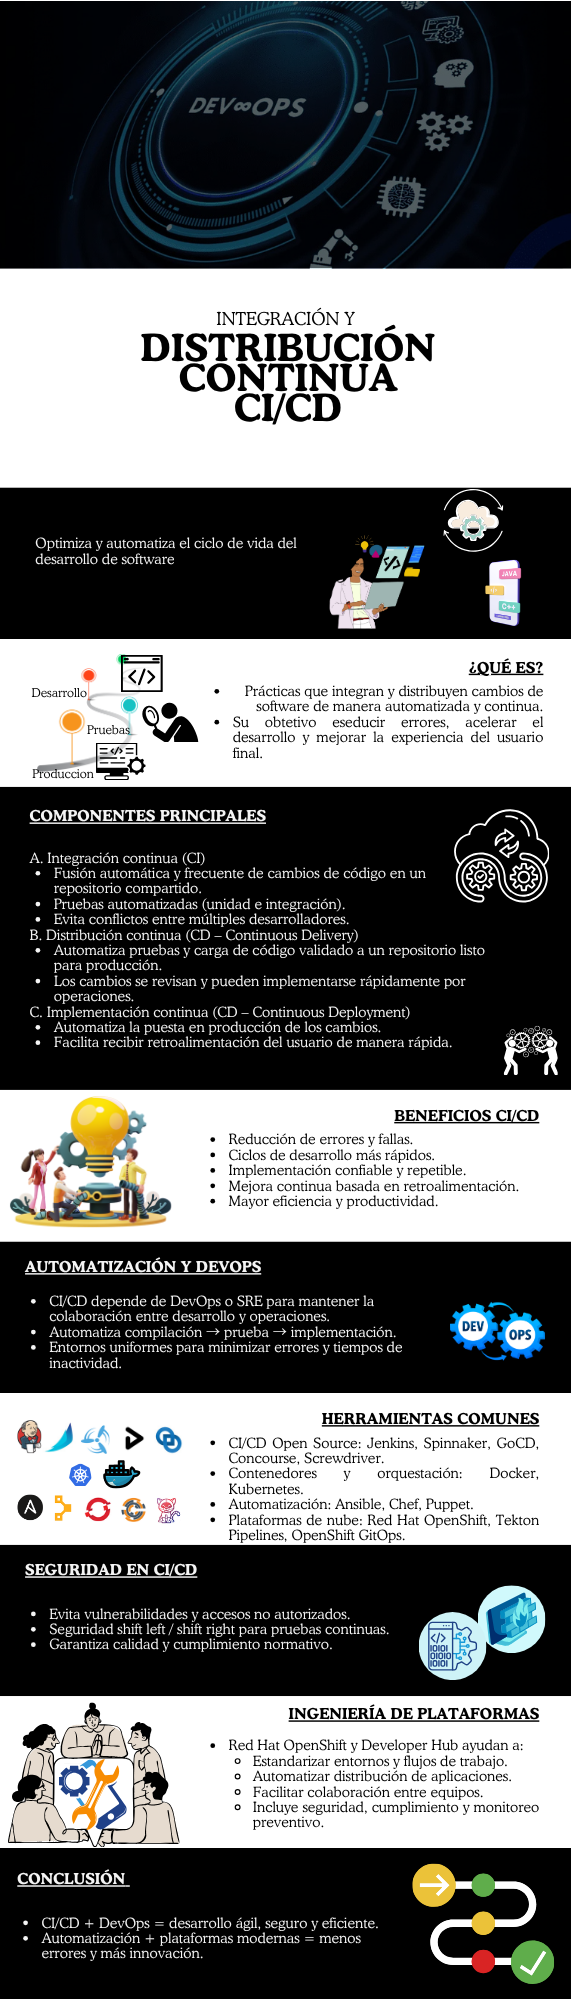 DEV∞OPS
INTEGRACIÓN Y
DISTRIBUCIÓN
CONTINUA
CI/CD
Optimiza y automatiza el ciclo de vida del
desarrollo de software
</>
JAVA
</>
C++
Desarrollo
</>
Pruebas
Produccion
¿QUÉ ES?
• Prácticas que integran y distribuyen cambios de
software de manera automatizada y continua.
• Su obtetivo eseducir errores, acelerar el
desarrollo y mejorar la experiencia del usuario
final.
COMPONENTES PRINCIPALES
A. Integración continua (CI)
• Fusión automática y frecuente de cambios de código en un
repositorio compartido.
• Pruebas automatizadas (unidad e integración).
• Evita conflictos entre múltiples desarrolladores.
B. Distribución continua (CD – Continuous Delivery)
• Automatiza pruebas y carga de código validado a un repositorio listo
para producción.
• Los cambios se revisan y pueden implementarse rápidamente por
operaciones.
C. Implementación continua (CD – Continuous Deployment)
• Automatiza la puesta en producción de los cambios.
• Facilita recibir retroalimentación del usuario de manera rápida.
BENEFICIOS CI/CD
• Reducción de errores y fallas.
• Ciclos de desarrollo más rápidos.
• Implementación confiable y repetible.
• Mejora continua basada en retroalimentación.
• Mayor eficiencia y productividad.
AUTOMATIZACIÓN Y DEVOPS
• CI/CD depende de DevOps o SRE para mantener la
colaboración entre desarrollo y operaciones.
• Automatiza compilación → prueba → implementación.
• Entornos uniformes para minimizar errores y tiempos de
inactividad.
DEV
OPS
HERRAMIENTAS COMUNES
• CI/CD Open Source: Jenkins, Spinnaker, GoCD,
Concourse, Screwdriver.
• Contenedores y orquestación: Docker,
Kubernetes.
• Automatización: Ansible, Chef, Puppet.
• Plataformas de nube: Red Hat OpenShift, Tekton
Pipelines, OpenShift GitOps.
SEGURIDAD EN CI/CD
• Evita vulnerabilidades y accesos no autorizados.
• Seguridad shift left / shift right para pruebas continuas.
• Garantiza calidad y cumplimiento normativo.
</>
INGENIERÍA DE PLATAFORMAS
• Red Hat OpenShift y Developer Hub ayudan a:
◦ Estandarizar entornos y flujos de trabajo.
◦ Automatizar distribución de aplicaciones.
◦ Facilitar colaboración entre equipos.
◦ Incluye seguridad, cumplimiento y monitoreo
preventivo.
CONCLUSIÓN
• CI/CD + DevOps = desarrollo ágil, seguro y eficiente.
• Automatización + plataformas modernas = menos
errores y más innovación.